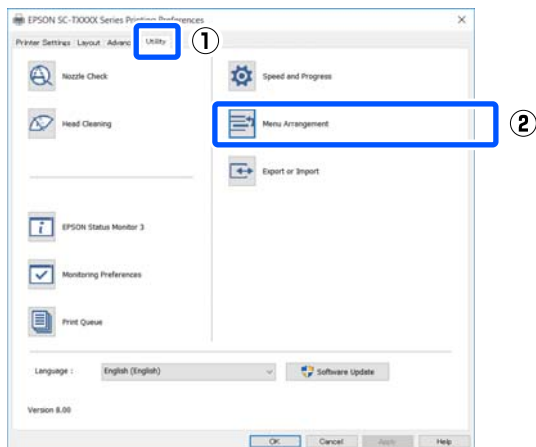 EPSON SC-TXXXX Series Printing Preferences
Printer Settings Layout Advanc Utility ①
Nozzle Check
Speed and Progress
Head Cleaning
Menu Arrangement ②
Export or Import
EPSON Status Monitor 3
Monitoring Preferences
Print Queue
Language : English (English) Software Update
Version 8.00
OK Cancel Apply Help